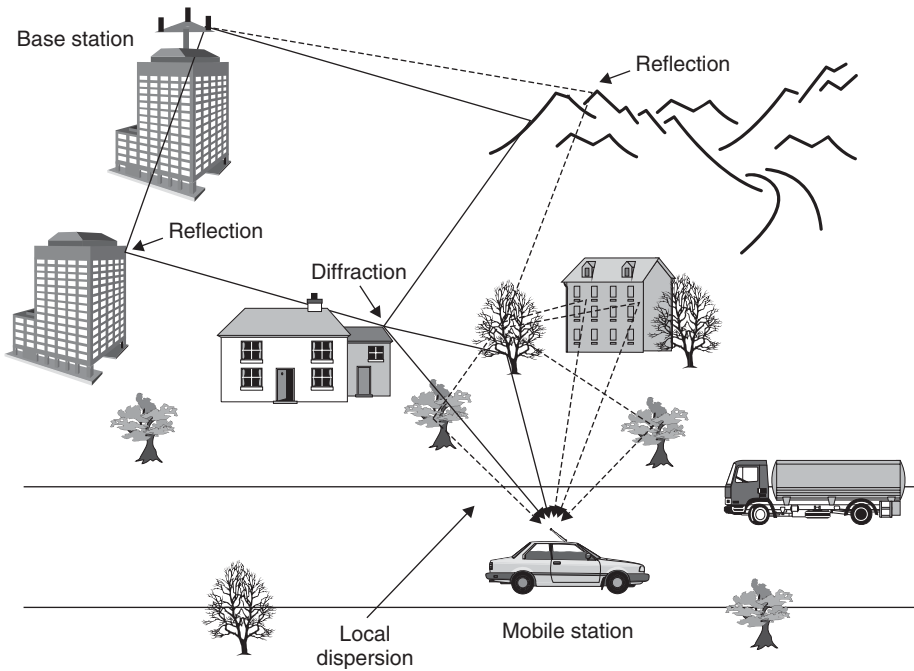 Base station
Reflection
Reflection
Diffraction
Local
dispersion
Mobile station